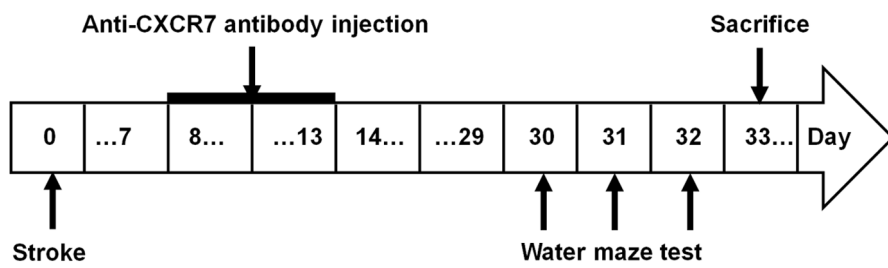 Anti-CXCR7 antibody injection Sacrifice
0 ...7 8... ...13 14... ...29 30 31 32 33... Day
Stroke Water maze test